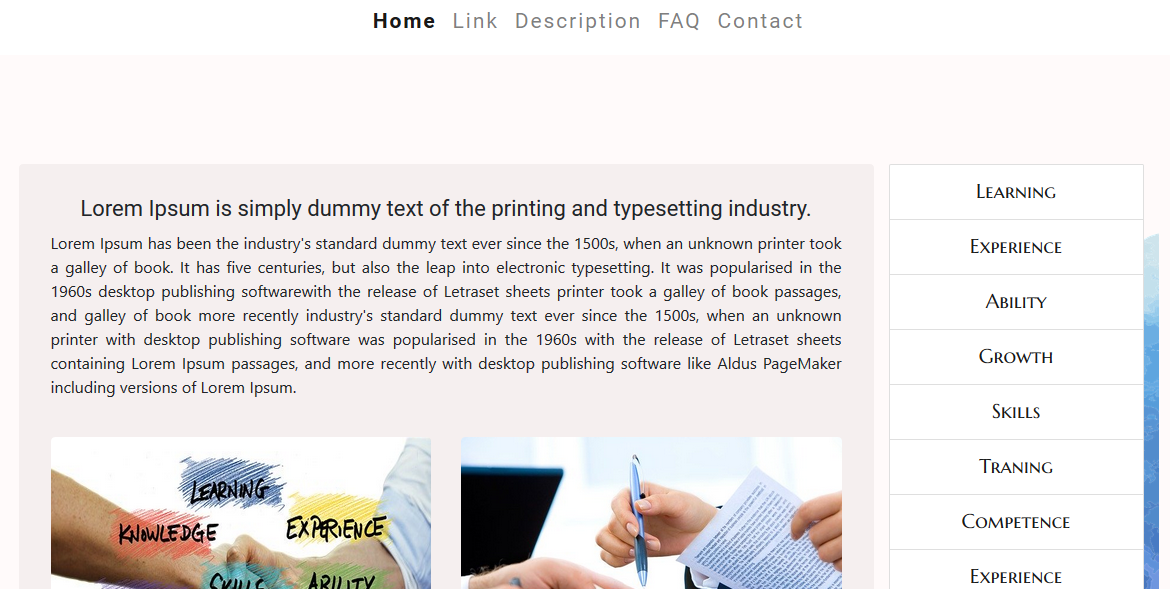 Home Link Description FAQ Contact
Lorem Ipsum is simply dummy text of the printing and typesetting industry.
Lorem Ipsum has been the industry's standard dummy text ever since the 1500s, when an unknown printer took
a galley of book. It has five centuries, but also the leap into electronic typesetting. It was popularised in the
1960s desktop publishing softwarewith the release of Letraset sheets printer took a galley of book passages,
and galley of book more recently industry's standard dummy text ever since the 1500s, when an unknown
printer with desktop publishing software was popularised in the 1960s with the release of Letraset sheets
containing Lorem Ipsum passages, and more recently with desktop publishing software like Aldus PageMaker
including versions of Lorem Ipsum.
LEARNING
KNOWLEDGE
EXPERIENCE
SKILLS
ABILITY
Learning
Experience
Ability
Growth
Skills
Traning
Competence
Experience